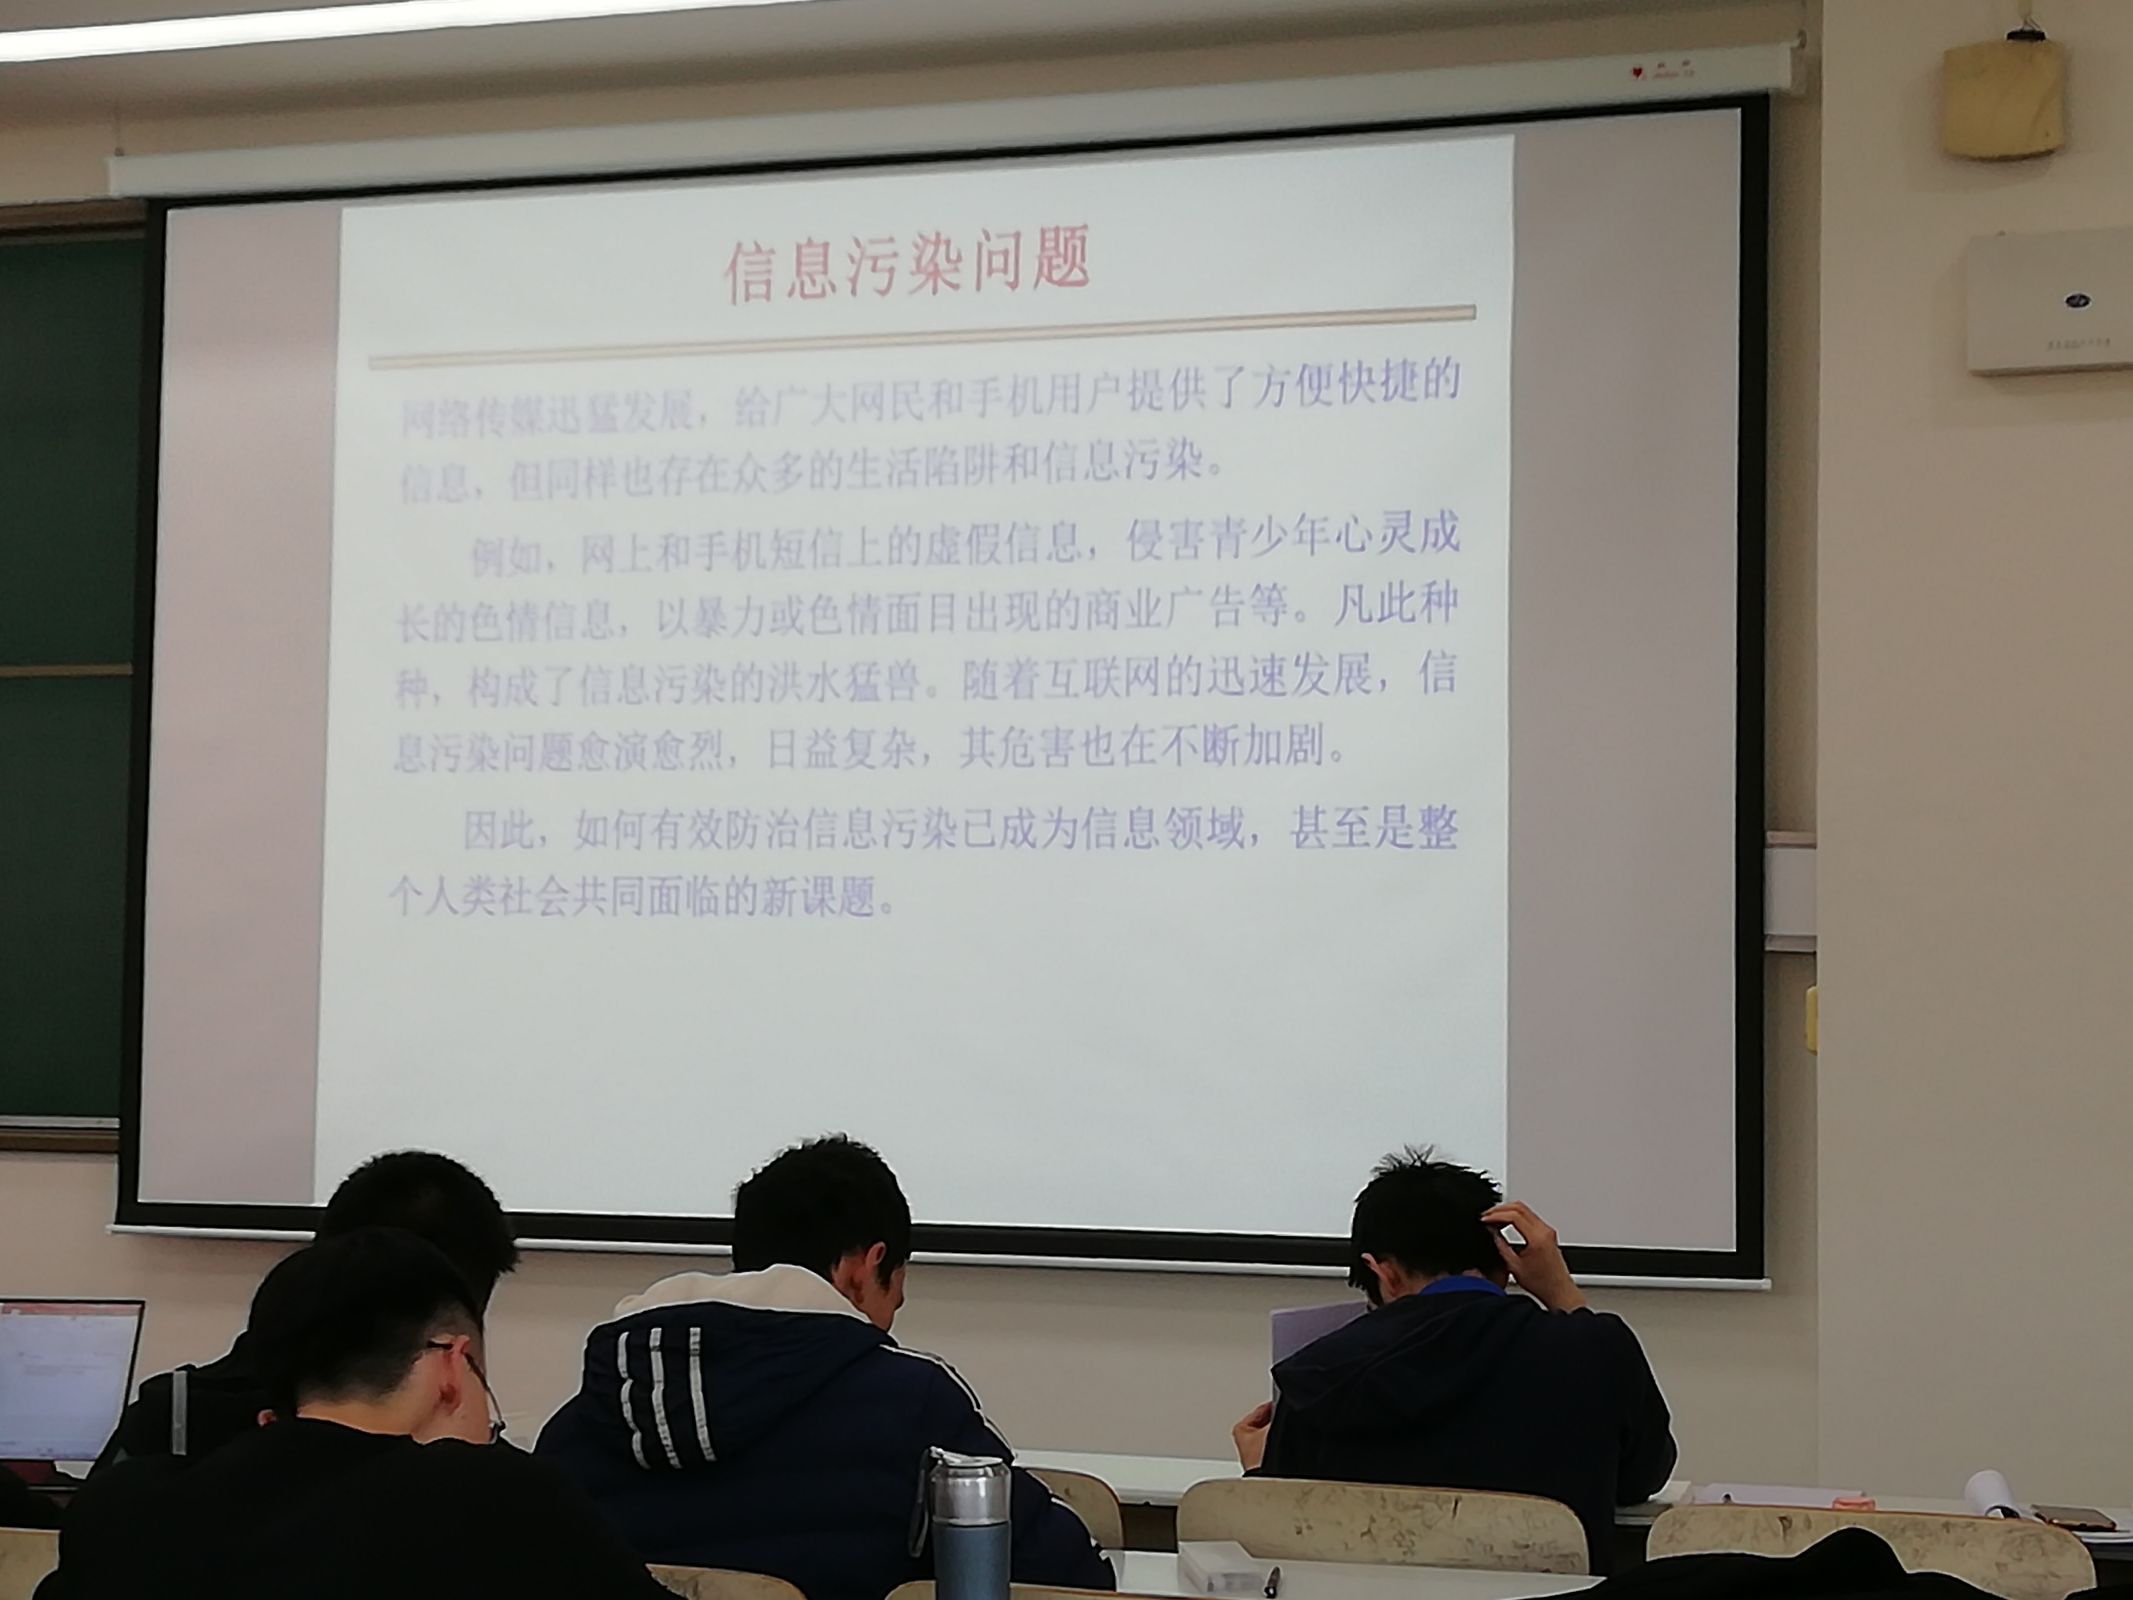 信息污染问题
网络传媒迅猛发展，给广大网民和手机用户提供了方便快捷的
信息，但同样也存在众多的生活陷阱和信息污染。
例如，网上和手机短信上的虚假信息，侵害青少年心灵成
长的色情信息，以暴力或色情面目出现的商业广告等。凡此种
种，构成了信息污染的洪水猛兽。随着互联网的迅速发展，信
息污染问题愈演愈烈，日益复杂，其危害也在不断加剧。
因此，如何有效防治信息污染已成为信息领域，甚至是整
个人类社会共同面临的新课题。